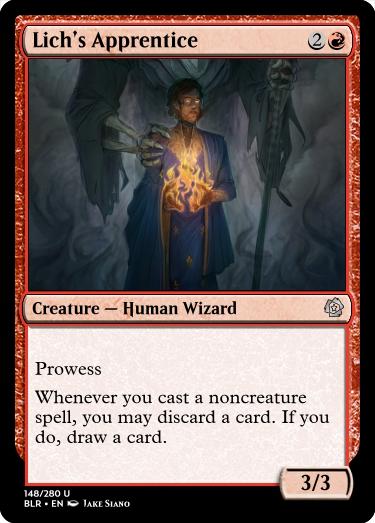 Lich's Apprentice 2
Creature — Human Wizard
Prowess
Whenever you cast a noncreature
spell, you may discard a card. If you
do, draw a card.
3/3
148/280 U
BLR • EN Jake Siano